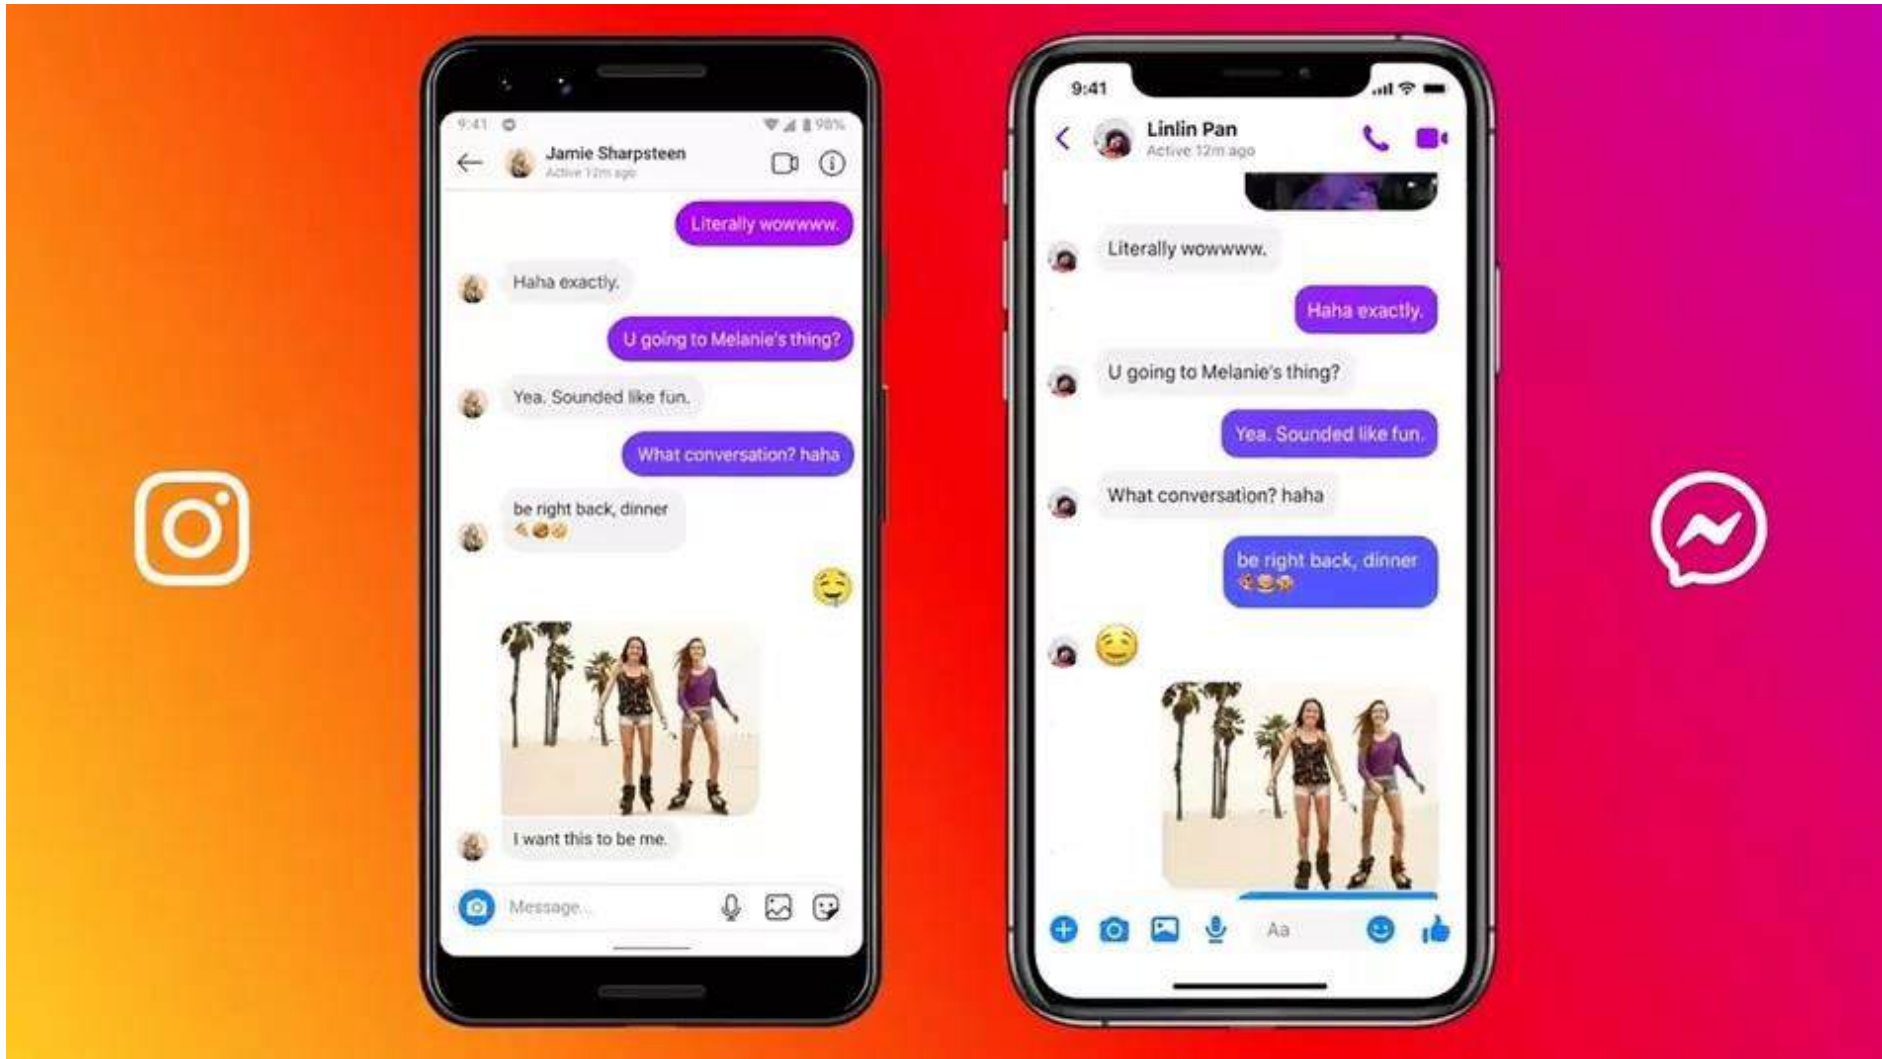 9:41
98%
Jamie Sharpsteen
Active 12m ago
Literally wowwww.
Haha exactly.
U going to Melanie's thing?
Yea. Sounded like fun.
What conversation? haha
be right back, dinner
I want this to be me.
Message...
9:41
Linlin Pan
Active 12m ago
Literally wowwww.
Haha exactly.
U going to Melanie's thing?
Yea. Sounded like fun.
What conversation? haha
be right back, dinner
Aa